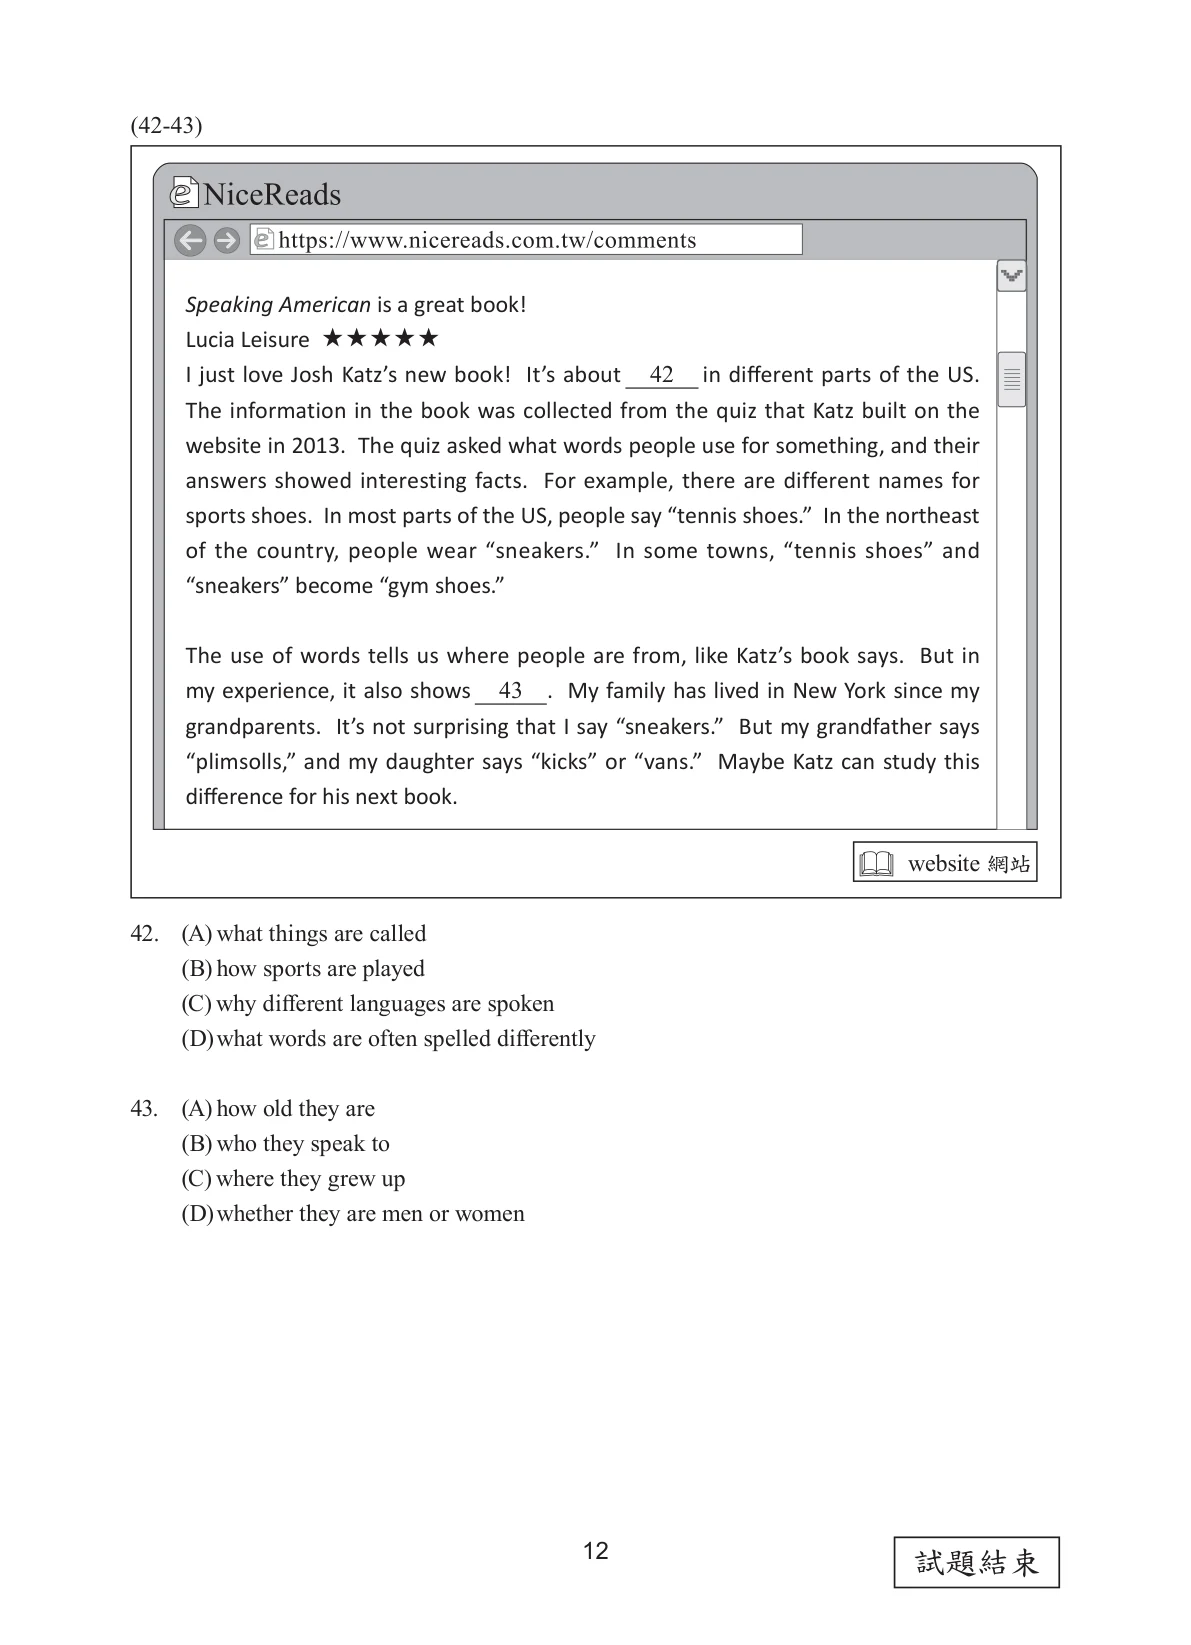 (42-43)
NiceReads
https://www.nicereads.com.tw/comments
Speaking American is a great book!
Lucia Leisure ★★★★★
I just love Josh Katz’s new book! It’s about 42 in different parts of the US.
The information in the book was collected from the quiz that Katz built on the
website in 2013. The quiz asked what words people use for something, and their
answers showed interesting facts. For example, there are different names for
sports shoes. In most parts of the US, people say “tennis shoes.” In the northeast
of the country, people wear “sneakers.” In some towns, “tennis shoes” and
“sneakers” become “gym shoes.”
The use of words tells us where people are from, like Katz’s book says. But in
my experience, it also shows 43 . My family has lived in New York since my
grandparents. It’s not surprising that I say “sneakers.” But my grandfather says
“plimsolls,” and my daughter says “kicks” or “vans.” Maybe Katz can study this
difference for his next book.
website 網站
42. (A) what things are called
(B) how sports are played
(C) why different languages are spoken
(D) what words are often spelled differently
43. (A) how old they are
(B) who they speak to
(C) where they grew up
(D) whether they are men or women
12
試題結束